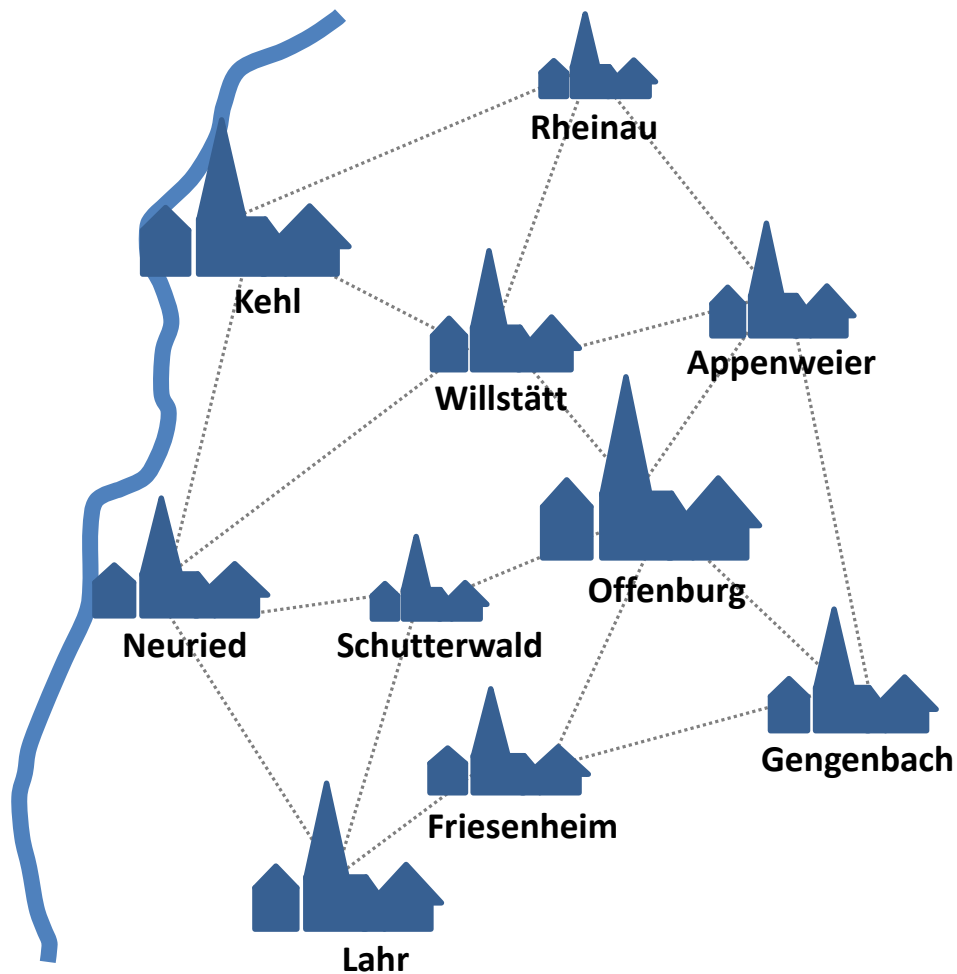 Rheinau
Kehl
Appenweier
Willstätt
Offenburg
Neuried
Schutterwald
Gengenbach
Friesenheim
Lahr